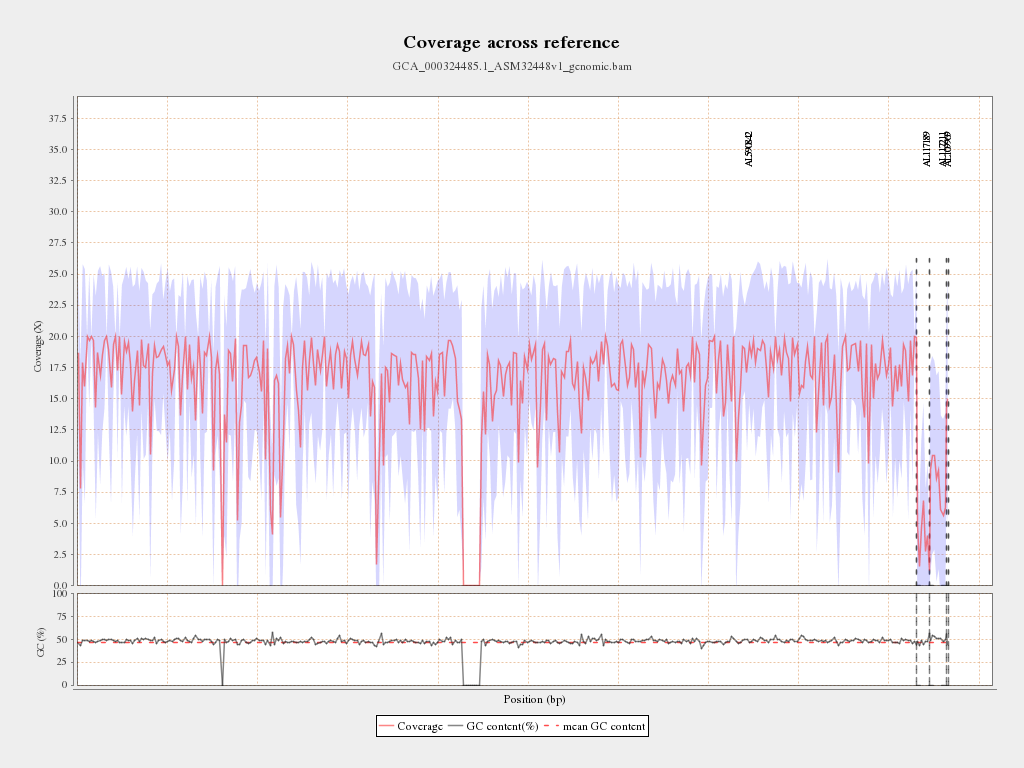 Coverage across reference
GCA_000324485.1_ASM32448v1_genomic.bam
37.5
35.0
32.5
30.0
27.5
25.0
22.5
20.0
17.5
15.0
12.5
10.0
7.5
5.0
2.5
0.0
Coverage (X)
AL590842
AL117189
AL117211
AL109969
100
75
50
25
0
GC (%)
Position (bp)
Coverage GC content(%) mean GC content